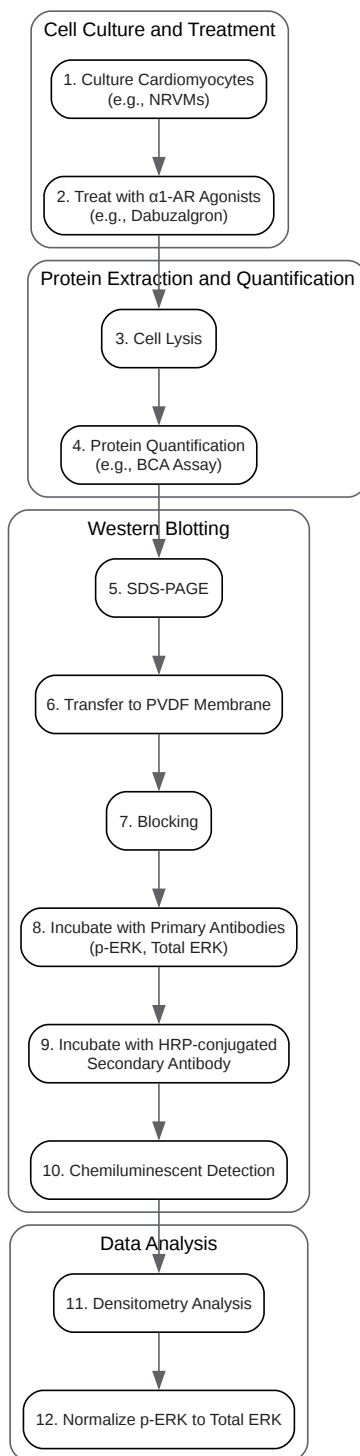 Cell Culture and Treatment
1. Culture Cardiomyocytes
(e.g., NRVMs)
2. Treat with α1-AR Agonists
(e.g., Dabuzalgron)
Protein Extraction and Quantification
3. Cell Lysis
4. Protein Quantification
(e.g., BCA Assay)
Western Blotting
5. SDS-PAGE
6. Transfer to PVDF Membrane
7. Blocking
8. Incubate with Primary Antibodies
(p-ERK, Total ERK)
9. Incubate with HRP-conjugated
Secondary Antibody
10. Chemiluminescent Detection
Data Analysis
11. Densitometry Analysis
12. Normalize p-ERK to Total ERK